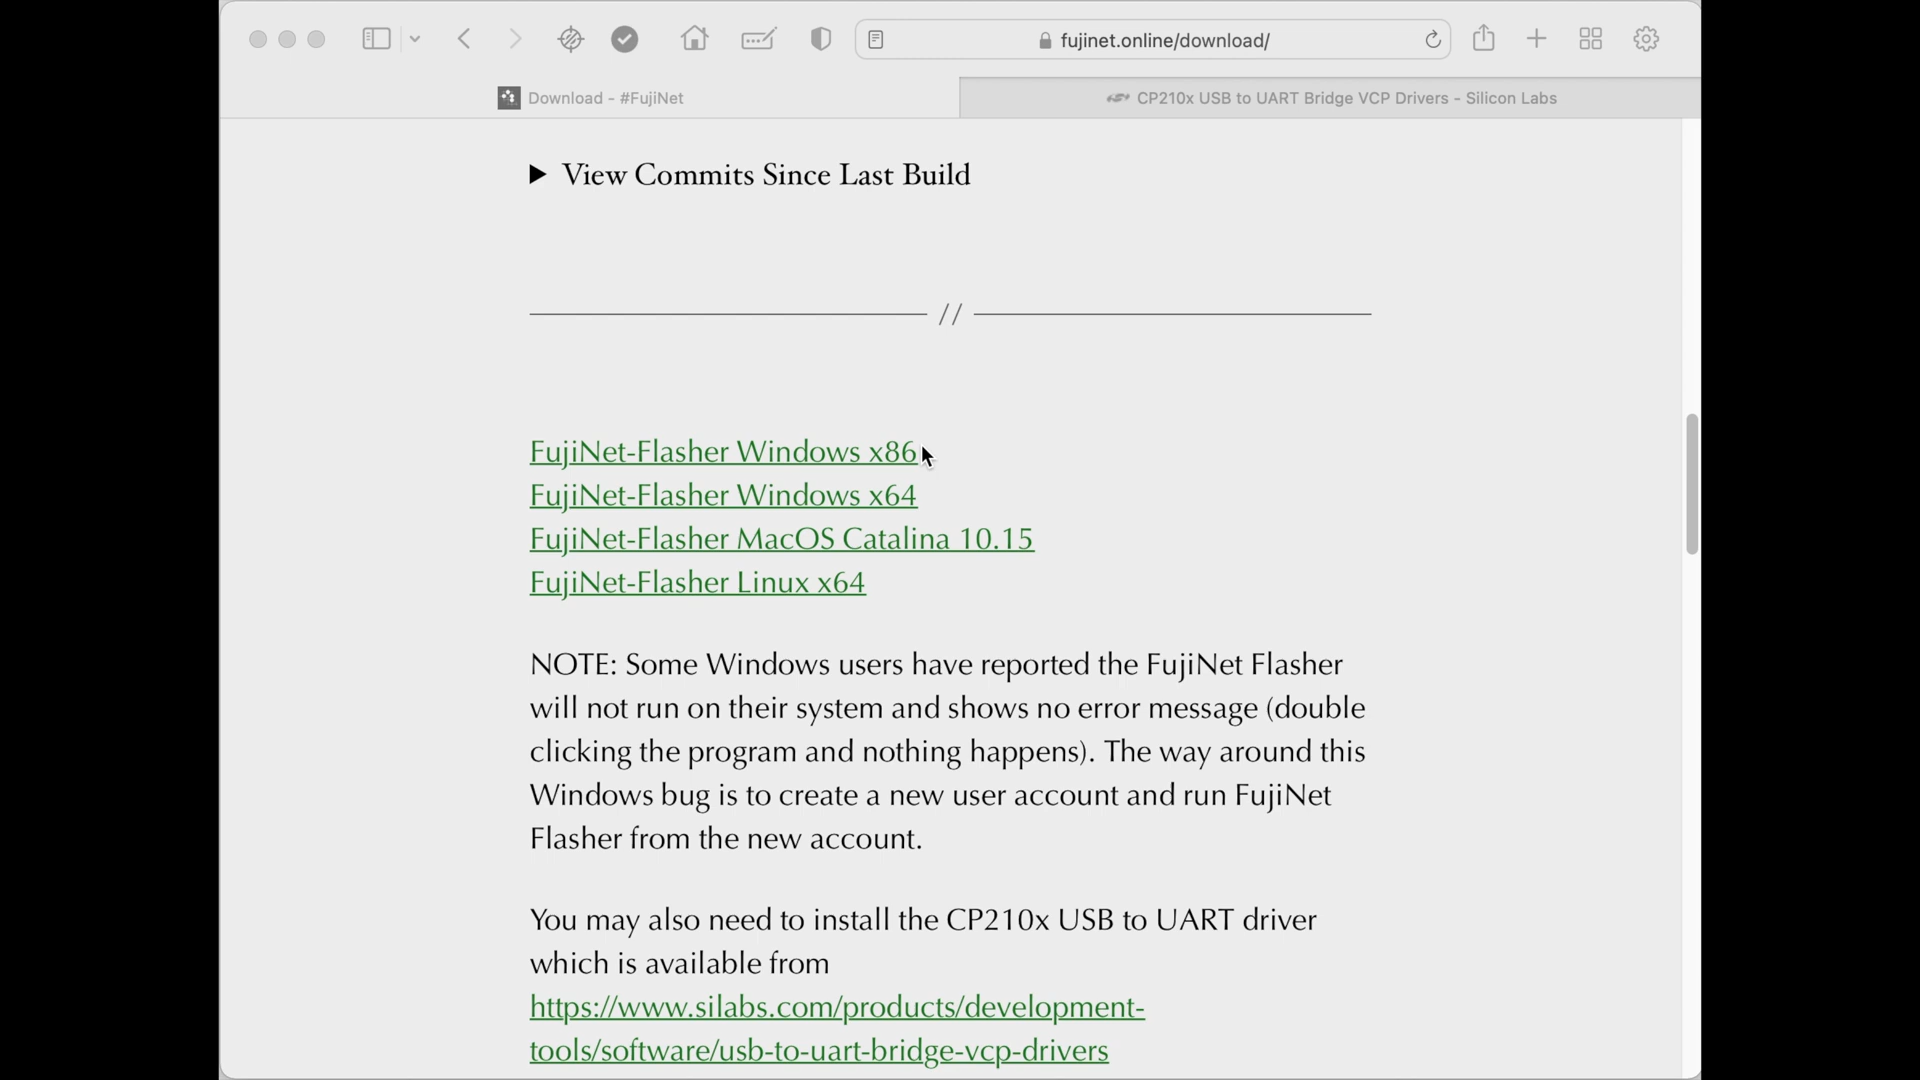 fujinet.online/download/
Download - #FujiNet
CP210x USB to UART Bridge VCP Drivers - Silicon Labs
View Commits Since Last Build
//
FujiNet-Flasher Windows x86
FujiNet-Flasher Windows x64
FujiNet-Flasher MacOS Catalina 10.15
FujiNet-Flasher Linux x64
NOTE: Some Windows users have reported the FujiNet Flasher
will not run on their system and shows no error message (double
clicking the program and nothing happens). The way around this
Windows bug is to create a new user account and run FujiNet
Flasher from the new account.
You may also need to install the CP210x USB to UART driver
which is available from
https://www.silabs.com/products/development-
tools/software/usb-to-uart-bridge-vcp-drivers